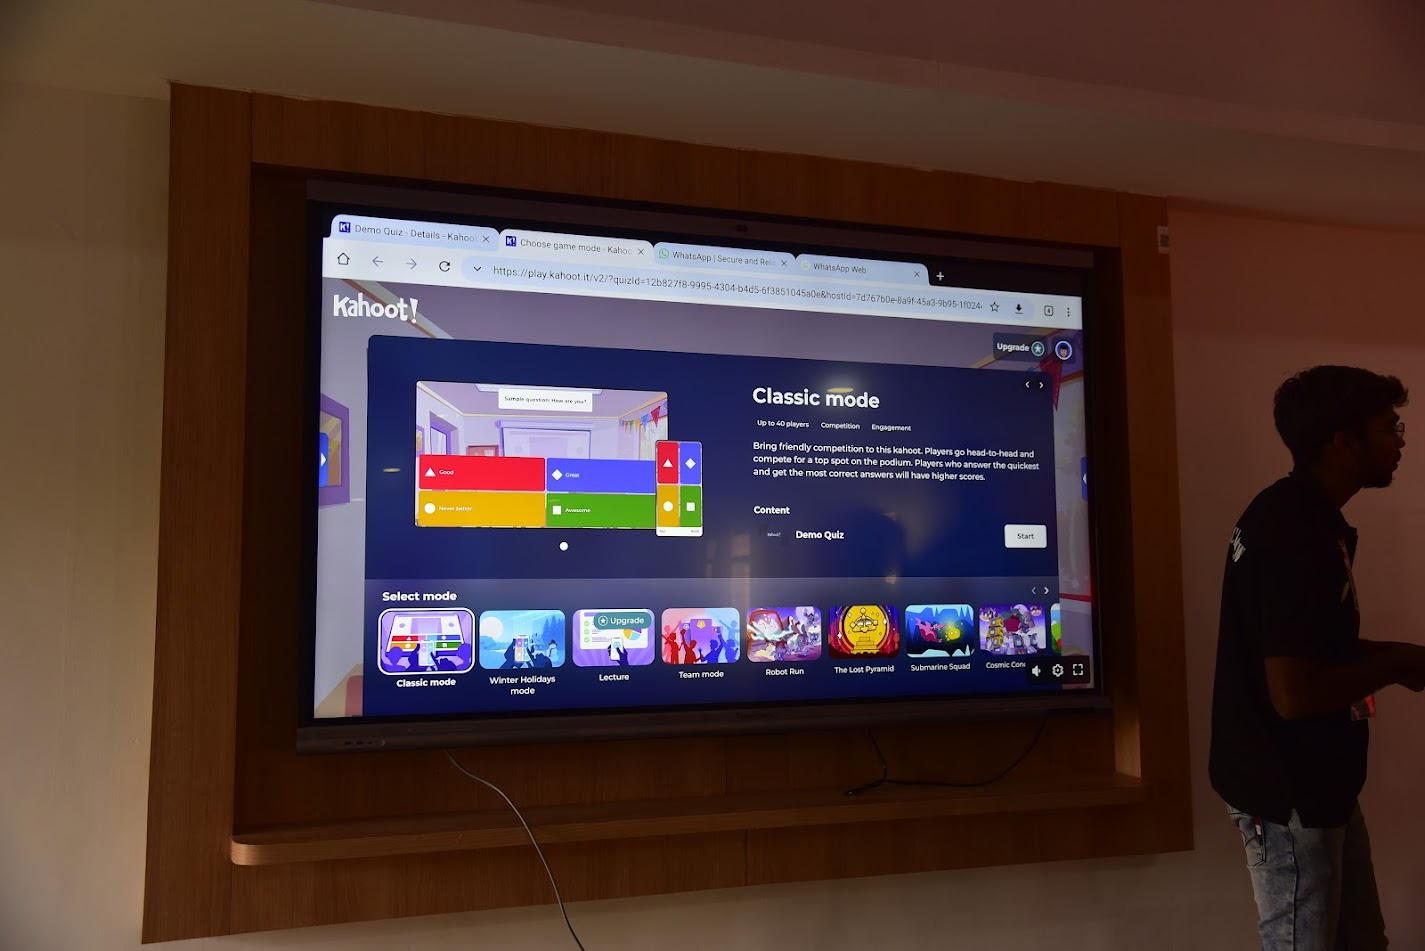 Demo Quiz - Details - Kahoot
Choose game mode - Kahoo
WhatsApp | Secure and Reli
WhatsApp Web
https://play.kahoot.it/v2/?quizId=12b827f8-9995-4304-b4d5-6f3851045a0e&hostId=7d767b0e-8a9f-45a3-9b95-1f024
4
Kahoot!
Upgrade
Sample question: How are you?
Good
Great
Never better
Awesome
Classic mode
Up to 40 players Competition Engagement
Bring friendly competition to this kahoot. Players go head-to-head and
compete for a top spot on the podium. Players who answer the quickest
and get the most correct answers will have higher scores.
Content
Demo Quiz
Start
Select mode
Upgrade
Classic mode
Winter Holidays
mode
Lecture
Team mode
Robot Run
The Lost Pyramid
Submarine Squad
Cosmic Con